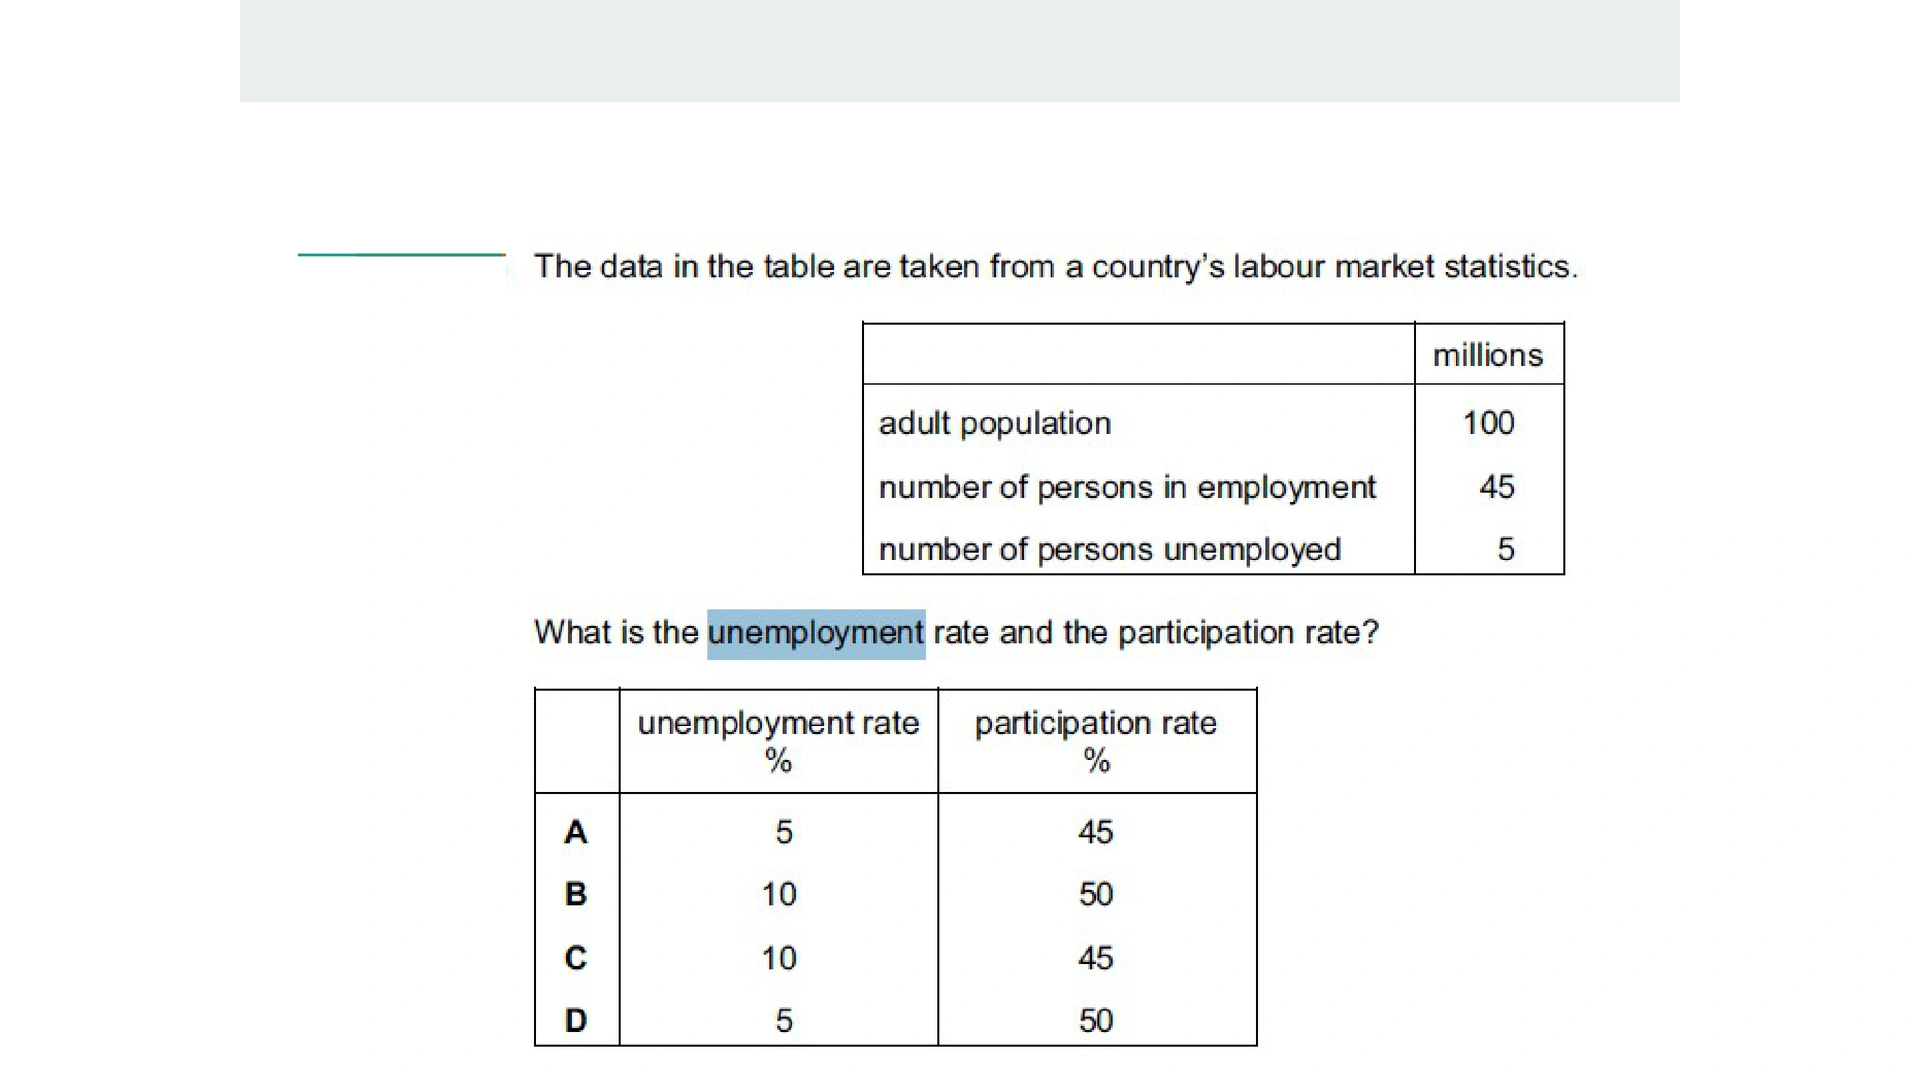 The data in the table are taken from a country's labour market statistics.
millions
adult population 100
number of persons in employment 45
number of persons unemployed 5
What is the unemployment rate and the participation rate?
unemployment rate participation rate
% %
A 5 45
B 10 50
C 10 45
D 5 50